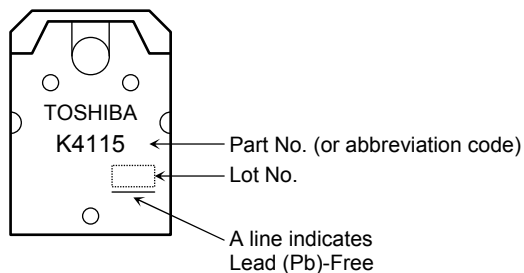 TOSHIBA
K4115
Part No. (or abbreviation code)
Lot No.
A line indicates
Lead (Pb)-Free